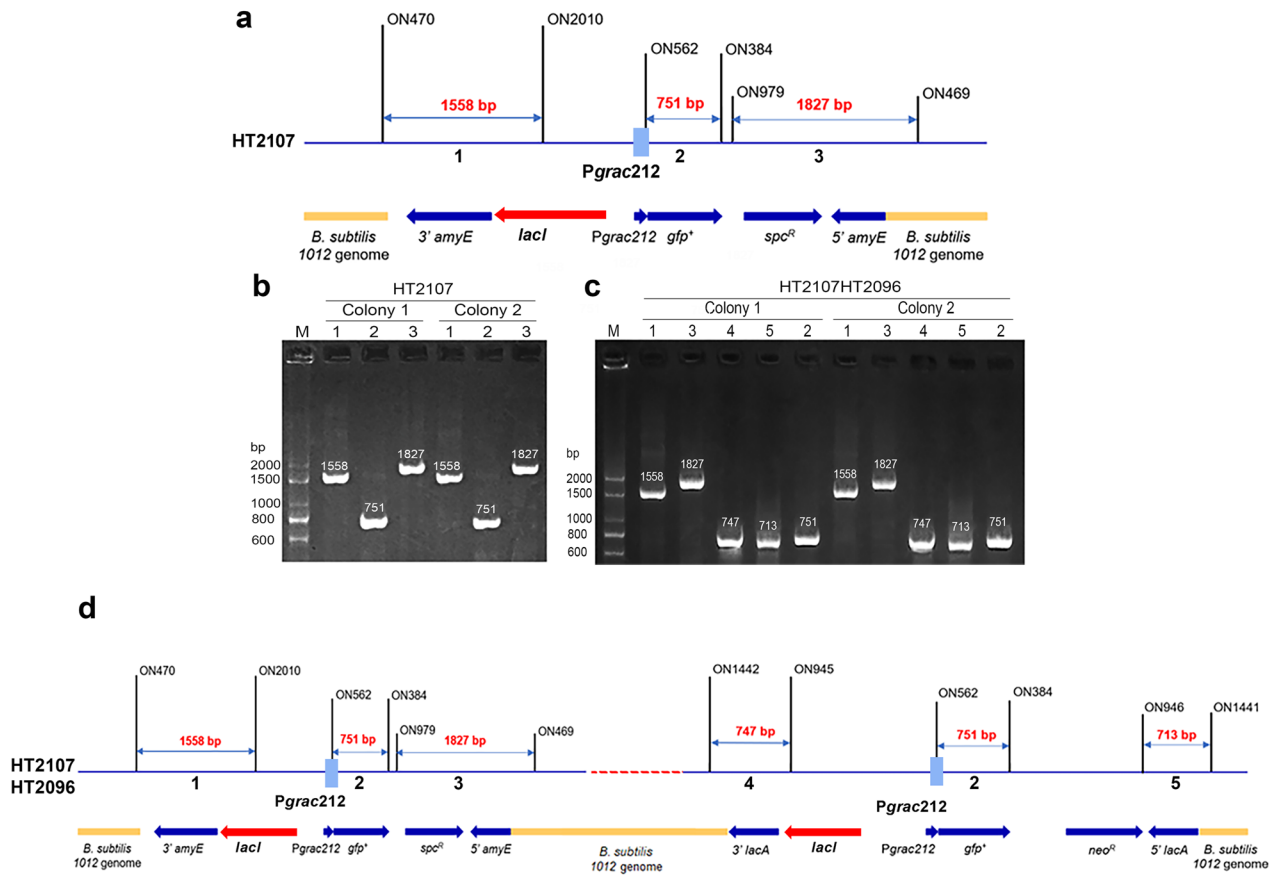 a
ON470
ON2010
ON562
ON384
ON979
ON469
1558 bp
751 bp
1827 bp
HT2107
1
2
3
Pgrac212
B. subtilis
1012 genome
3' amyE
lacI
Pgrac212
gfp⁺
spcᴿ
5' amyE
B. subtilis
1012 genome
b
HT2107
Colony 1
Colony 2
M
1
2
3
1
2
3
bp
2000
1500
1000
800
600
1558
751
1827
1558
751
1827
c
HT2107HT2096
Colony 1
Colony 2
M
1
3
4
5
2
1
3
4
5
2
bp
2000
1500
1000
800
600
1558
1827
747
713
751
1558
1827
747
713
751
d
ON470
ON2010
ON562
ON384
ON979
ON469
ON1442
ON945
ON562
ON384
ON946
ON1441
1558 bp
751 bp
1827 bp
747 bp
751 bp
713 bp
HT2107
HT2096
1
2
3
4
2
5
Pgrac212
Pgrac212
B. subtilis
1012 genome
3' amyE
lacI
Pgrac212
gfp⁺
spcᴿ
5' amyE
B. subtilis
1012 genome
3' lacA
lacI
Pgrac212
gfp⁺
neoᴿ
5' lacA
B. subtilis
1012 genome